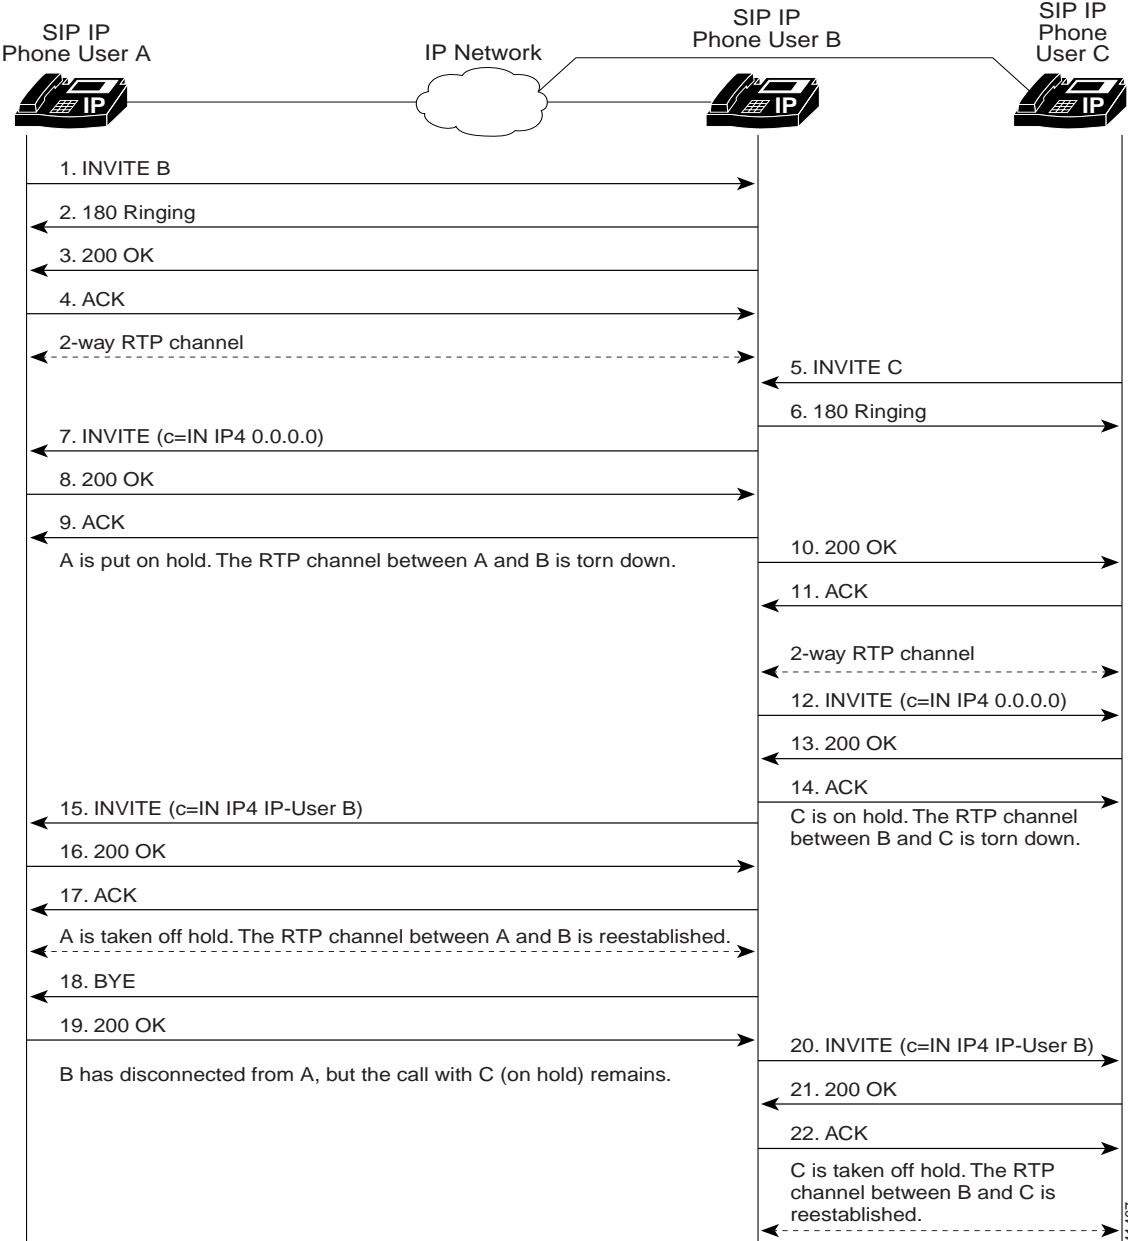 SIP IP
Phone User A
IP Network
SIP IP
Phone User B
SIP IP
Phone
User C
IP
IP
IP
1. INVITE B
2. 180 Ringing
3. 200 OK
4. ACK
2-way RTP channel
5. INVITE C
6. 180 Ringing
7. INVITE (c=IN IP4 0.0.0.0)
8. 200 OK
9. ACK
A is put on hold. The RTP channel between A and B is torn down.
10. 200 OK
11. ACK
2-way RTP channel
12. INVITE (c=IN IP4 0.0.0.0)
13. 200 OK
14. ACK
C is on hold. The RTP channel
between B and C is torn down.
15. INVITE (c=IN IP4 IP-User B)
16. 200 OK
17. ACK
A is taken off hold. The RTP channel between A and B is reestablished.
18. BYE
19. 200 OK
B has disconnected from A, but the call with C (on hold) remains.
20. INVITE (c=IN IP4 IP-User B)
21. 200 OK
22. ACK
C is taken off hold. The RTP
channel between B and C is
reestablished.